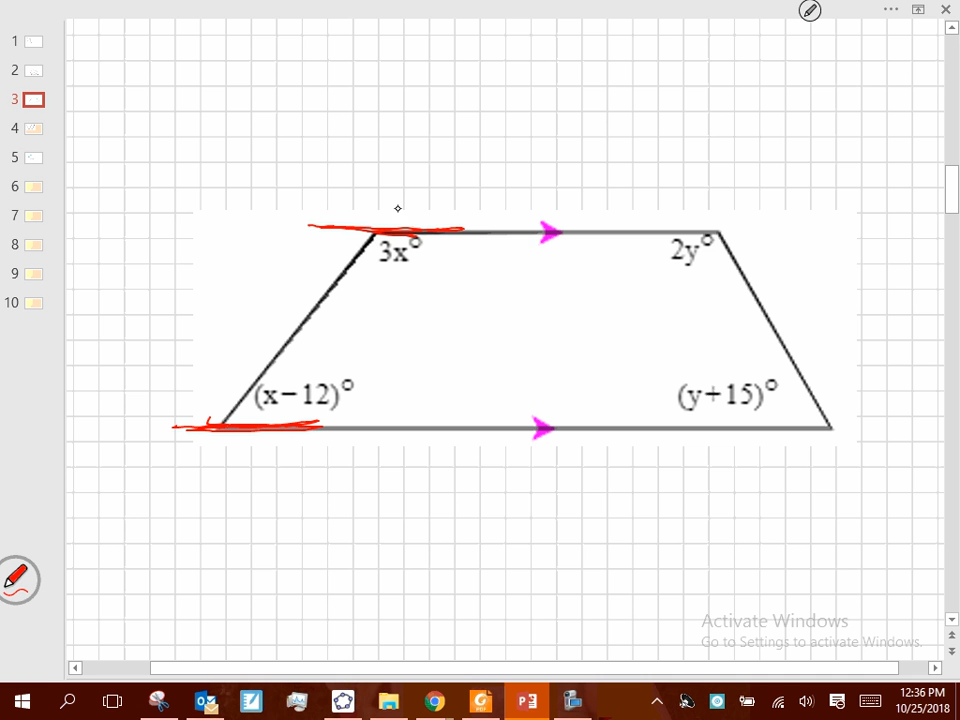 1
2
3
4
5
6
7
8
9
10
3x° 2y°
(x−12)° (y+15)°
Activate Windows
Go to Settings to activate Windows.
12:36 PM
10/25/2018